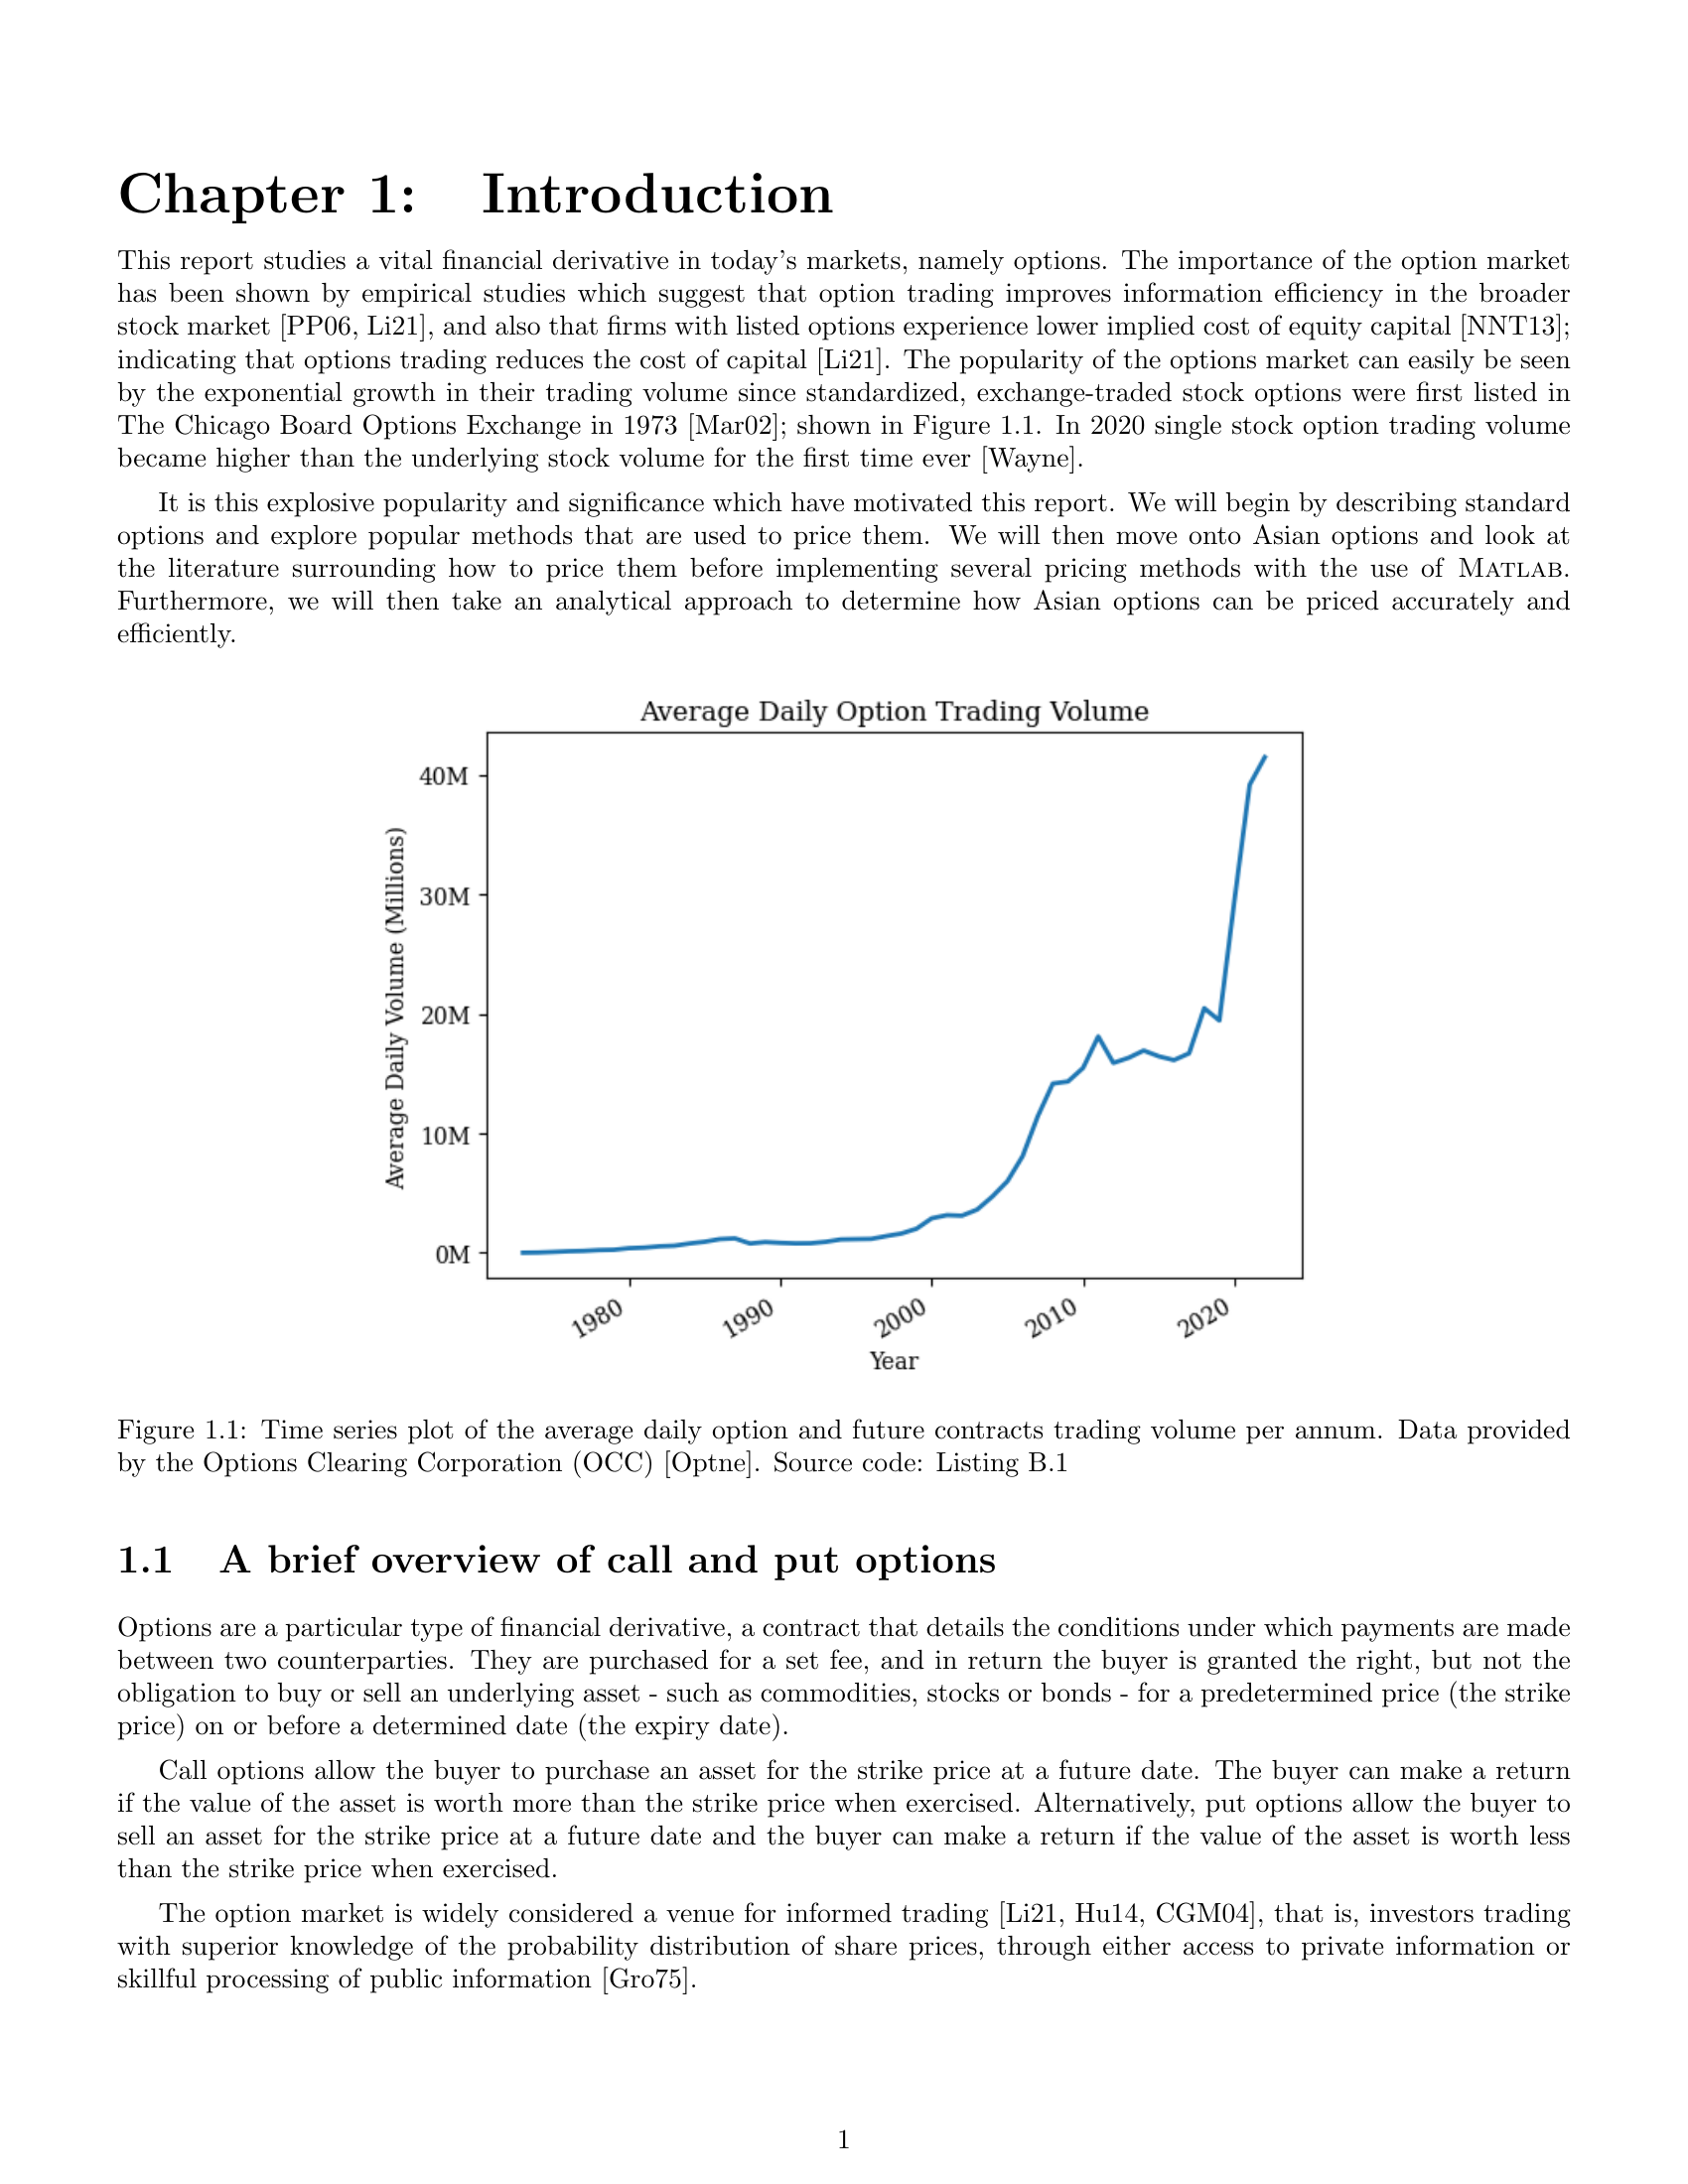 Chapter 1: Introduction
This report studies a vital financial derivative in today's markets, namely options. The importance of the option market
has been shown by empirical studies which suggest that option trading improves information efficiency in the broader
stock market [PP06, Li21], and also that firms with listed options experience lower implied cost of equity capital [NNT13];
indicating that options trading reduces the cost of capital [Li21]. The popularity of the options market can easily be seen
by the exponential growth in their trading volume since standardized, exchange-traded stock options were first listed in
The Chicago Board Options Exchange in 1973 [Mar02]; shown in Figure 1.1. In 2020 single stock option trading volume
became higher than the underlying stock volume for the first time ever [Wayne].
It is this explosive popularity and significance which have motivated this report. We will begin by describing standard
options and explore popular methods that are used to price them. We will then move onto Asian options and look at
the literature surrounding how to price them before implementing several pricing methods with the use of MATLAB.
Furthermore, we will then take an analytical approach to determine how Asian options can be priced accurately and
efficiently.
Average Daily Option Trading Volume
Average Daily Volume (Millions)
40M
30M
20M
10M
0M
1980
1990
2000
2010
2020
Year
Figure 1.1: Time series plot of the average daily option and future contracts trading volume per annum. Data provided
by the Options Clearing Corporation (OCC) [Optne]. Source code: Listing B.1
1.1 A brief overview of call and put options
Options are a particular type of financial derivative, a contract that details the conditions under which payments are made
between two counterparties. They are purchased for a set fee, and in return the buyer is granted the right, but not the
obligation to buy or sell an underlying asset - such as commodities, stocks or bonds - for a predetermined price (the strike
price) on or before a determined date (the expiry date).
Call options allow the buyer to purchase an asset for the strike price at a future date. The buyer can make a return
if the value of the asset is worth more than the strike price when exercised. Alternatively, put options allow the buyer to
sell an asset for the strike price at a future date and the buyer can make a return if the value of the asset is worth less
than the strike price when exercised.
The option market is widely considered a venue for informed trading [Li21, Hu14, CGM04], that is, investors trading
with superior knowledge of the probability distribution of share prices, through either access to private information or
skillful processing of public information [Gro75].
1